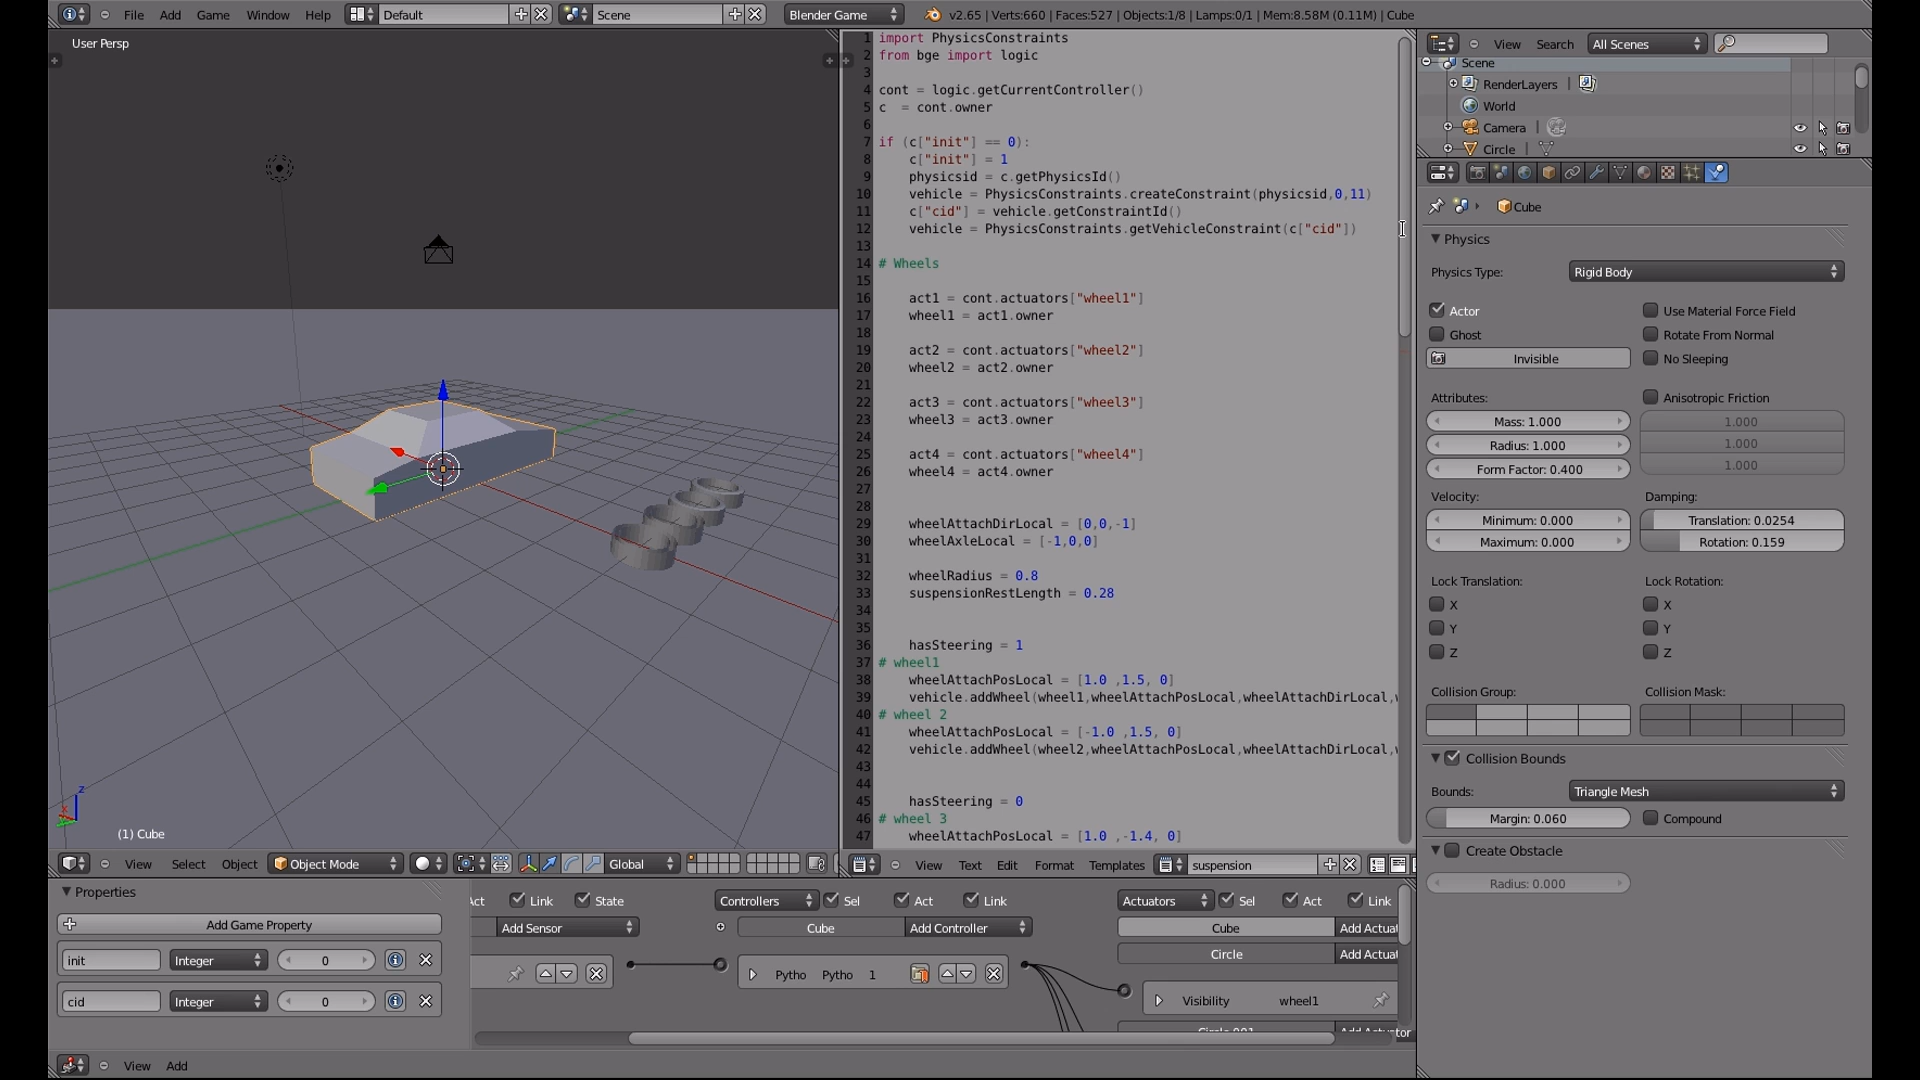 File Add Game Window Help Default Scene Blender Game v2.65 | Verts:660 | Faces:527 | Objects:1/8 | Lamps:0/1 | Mem:8.58M (0.11M) | Cube
User Persp
(1) Cube
View Select Object Object Mode Global
1 import PhysicsConstraints
2 from bge import logic
3
4 cont = logic.getCurrentController()
5 c  = cont.owner
6
7 if (c["init"] == 0):
8     c["init"] = 1
9     physicsid = c.getPhysicsId()
10     vehicle = PhysicsConstraints.createConstraint(physicsid,0,11)
11     c["cid"] = vehicle.getConstraintId()
12     vehicle = PhysicsConstraints.getVehicleConstraint(c["cid"])
13
14 # Wheels
15
16     act1 = cont.actuators["wheel1"]
17     wheel1 = act1.owner
18
19     act2 = cont.actuators["wheel2"]
20     wheel2 = act2.owner
21
22     act3 = cont.actuators["wheel3"]
23     wheel3 = act3.owner
24
25     act4 = cont.actuators["wheel4"]
26     wheel4 = act4.owner
27
28
29     wheelAttachDirLocal = [0,0,-1]
30     wheelAxleLocal = [-1,0,0]
31
32     wheelRadius = 0.8
33     suspensionRestLength = 0.28
34
35
36     hasSteering = 1
37 # wheel1
38     wheelAttachPosLocal = [1.0 ,1.5, 0]
39     vehicle.addWheel(wheel1,wheelAttachPosLocal,wheelAttachDirLocal,
40 # wheel 2
41     wheelAttachPosLocal = [-1.0 ,1.5, 0]
42     vehicle.addWheel(wheel2,wheelAttachPosLocal,wheelAttachDirLocal,
43
44
45     hasSteering = 0
46 # wheel 3
47     wheelAttachPosLocal = [1.0 ,-1.4, 0]
View Text Edit Format Templates suspension
View Search All Scenes
Scene
RenderLayers |
World
Camera |
Circle |
Cube
Physics
Physics Type: Rigid Body
Actor Use Material Force Field
Ghost Rotate From Normal
Invisible No Sleeping
Attributes: Anisotropic Friction
Mass: 1.000 1.000
Radius: 1.000 1.000
Form Factor: 0.400 1.000
Velocity: Damping:
Minimum: 0.000 Translation: 0.0254
Maximum: 0.000 Rotation: 0.159
Lock Translation: Lock Rotation:
X X
Y Y
Z Z
Collision Group: Collision Mask:
Collision Bounds
Bounds: Triangle Mesh
Margin: 0.060 Compound
Create Obstacle
Radius: 0.000
Properties
Add Game Property
init Integer 0
cid Integer 0
Act Link State Controllers Sel Act Link Actuators Sel Act Link
Add Sensor Cube Add Controller Cube Add Actua
Circle Add Actua
Pytho Pytho 1 Visibility wheel1
Circle.001 Add Actuator
View Add